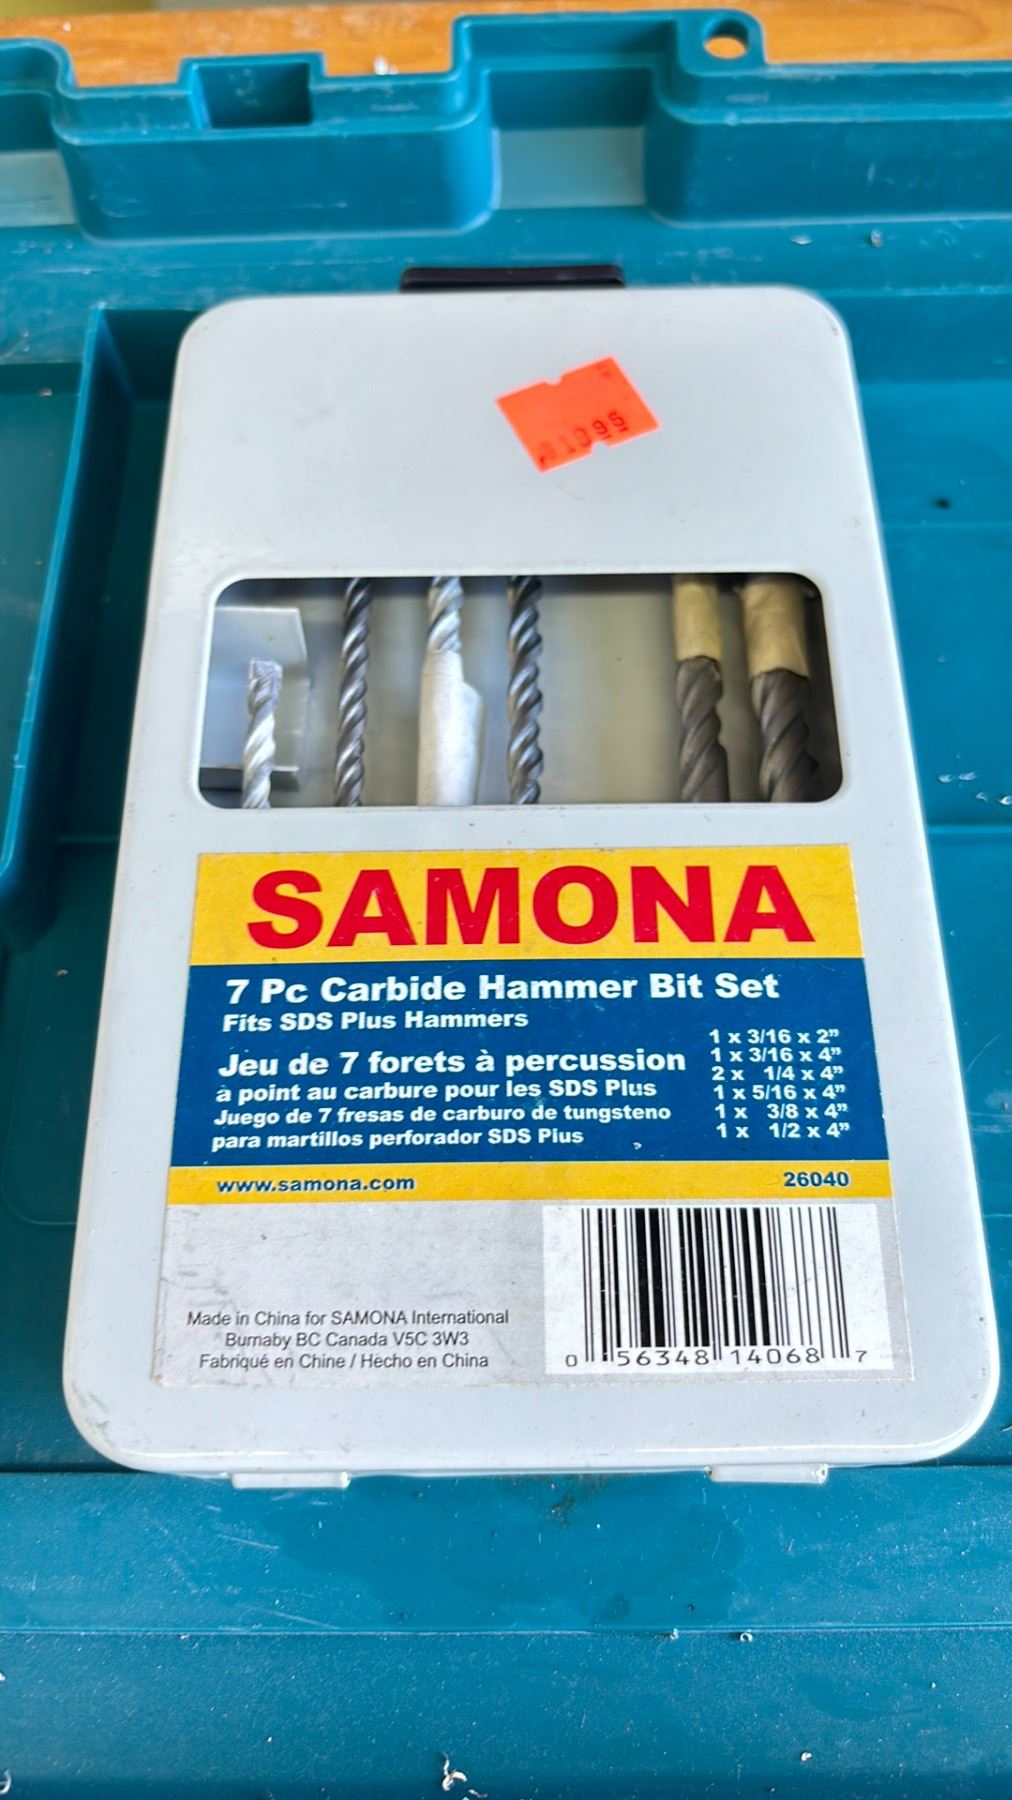 SAMONA
7 Pc Carbide Hammer Bit Set
Fits SDS Plus Hammers
Jeu de 7 forets à percussion
a point au carbure pour les SDS Plus
Juego de 7 fresas de carburo de tungsteno
para martillos perforador SDS Plus
1 x 3/16 x 2”
1 x 3/16 x 4”
2 x 1/4 x 4”
1 x 5/16 x 4”
1 x 3/8 x 4”
1 x 1/2 x 4”
www.samona.com
26040
Made in China for SAMONA International
Burnaby BC Canada V5C 3W3
Fabriqué en Chine / Hecho en China
0 56348 14068 7